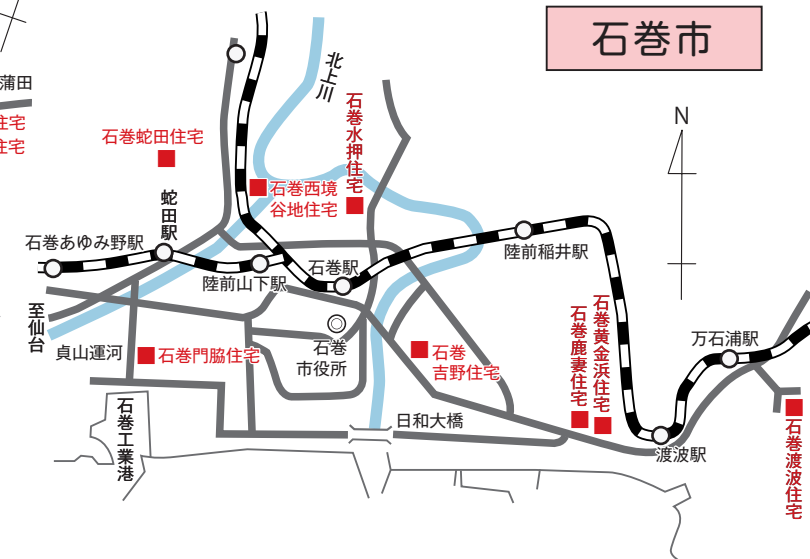 石巻市
N
北上川
蒲田
住宅
住宅
石巻水押住宅
石巻蛇田住宅
石巻西境
谷地住宅
蛇田駅
石巻あゆみ野駅
陸前山下駅
石巻駅
陸前稲井駅
至仙台
貞山運河
石巻門脇住宅
石巻
市役所
石巻
吉野住宅
石巻鹿妻住宅
石巻黄金浜住宅
万石浦駅
石巻工業港
日和大橋
渡波駅
石巻渡波住宅